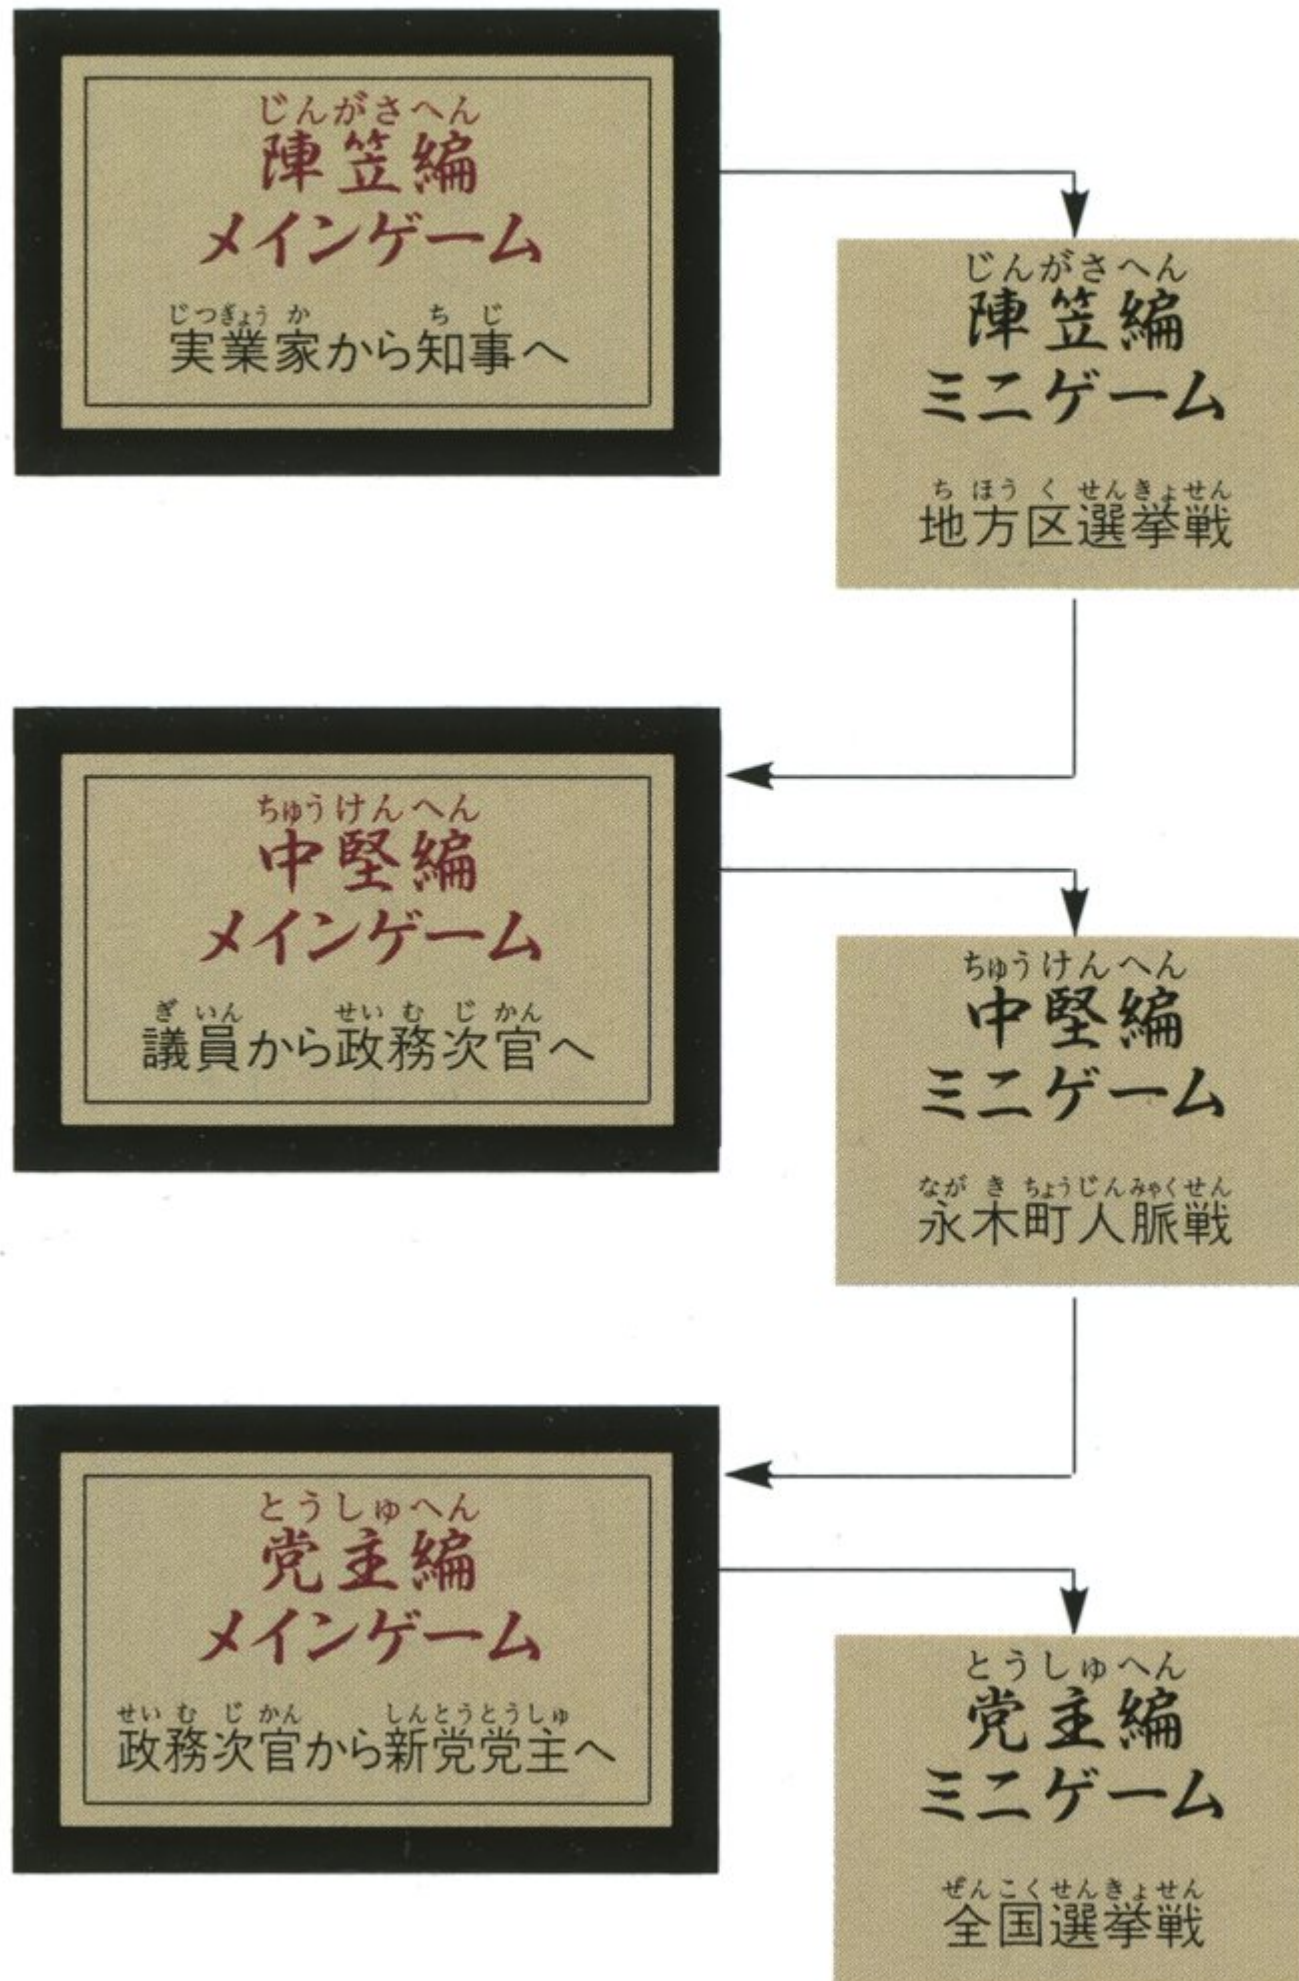 じんがさへん
陣笠編
メインゲーム
じつぎょうか ちじ
実業家から知事へ
じんがさへん
陣笠編
ミニゲーム
ちほうくせんきょせん
地方区選挙戦
ちゅうけんへん
中堅編
メインゲーム
ぎいん せいむじかん
議員から政務次官へ
ちゅうけんへん
中堅編
ミニゲーム
ながきちょうじんみゃくせん
永木町人脈戦
とうしゅへん
党主編
メインゲーム
せいむじかん しんとうとうしゅ
政務次官から新党党主へ
とうしゅへん
党主編
ミニゲーム
ぜんこくせんきょせん
全国選挙戦